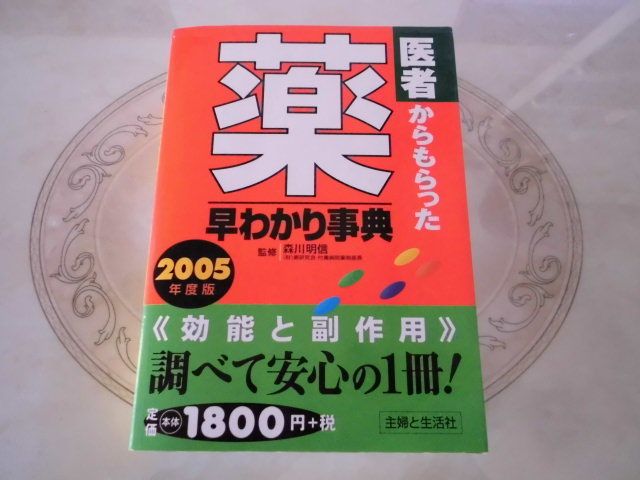 医者からもらった
薬
早わかり事典
監修 森川明信
2005
年度版
《効能と副作用》
調べて安心の1冊!
定価 本体 1800円+税
主婦と生活社